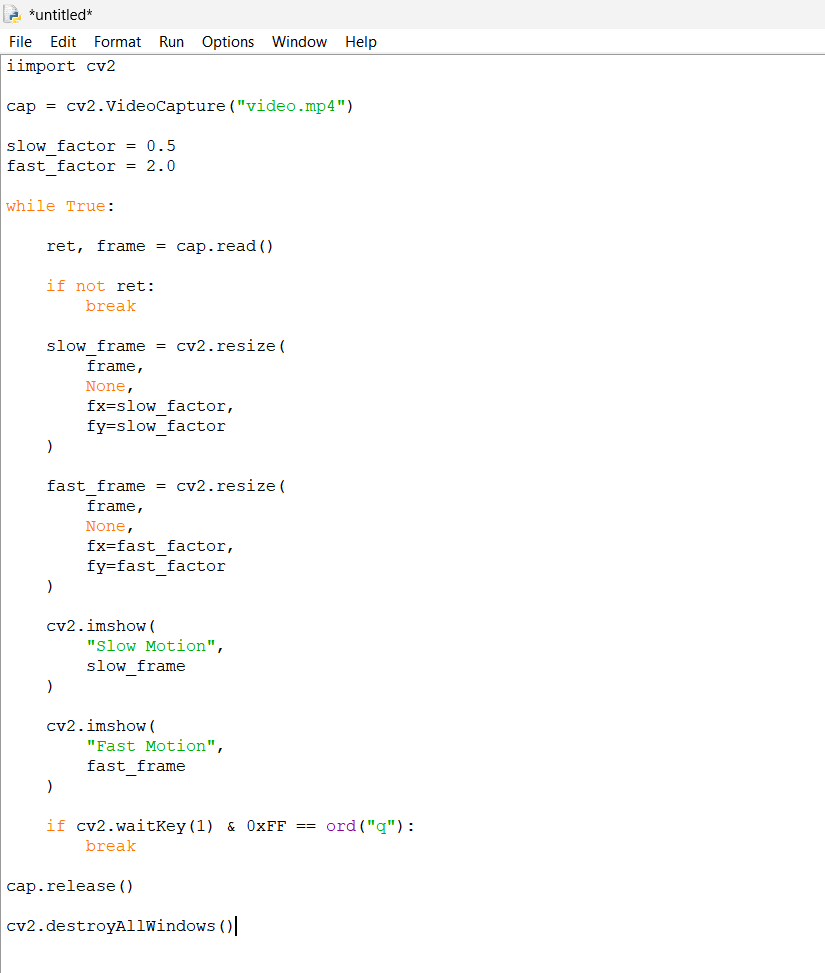 *untitled*
File Edit Format Run Options Window Help
iimport cv2
cap = cv2.VideoCapture("video.mp4")
slow_factor = 0.5
fast_factor = 2.0
while True:
    ret, frame = cap.read()
    if not ret:
        break
    slow_frame = cv2.resize(
        frame,
        None,
        fx=slow_factor,
        fy=slow_factor
    )
    fast_frame = cv2.resize(
        frame,
        None,
        fx=fast_factor,
        fy=fast_factor
    )
    cv2.imshow(
        "Slow Motion",
        slow_frame
    )
    cv2.imshow(
        "Fast Motion",
        fast_frame
    )
    if cv2.waitKey(1) & 0xFF == ord("q"):
        break
cap.release()
cv2.destroyAllWindows()